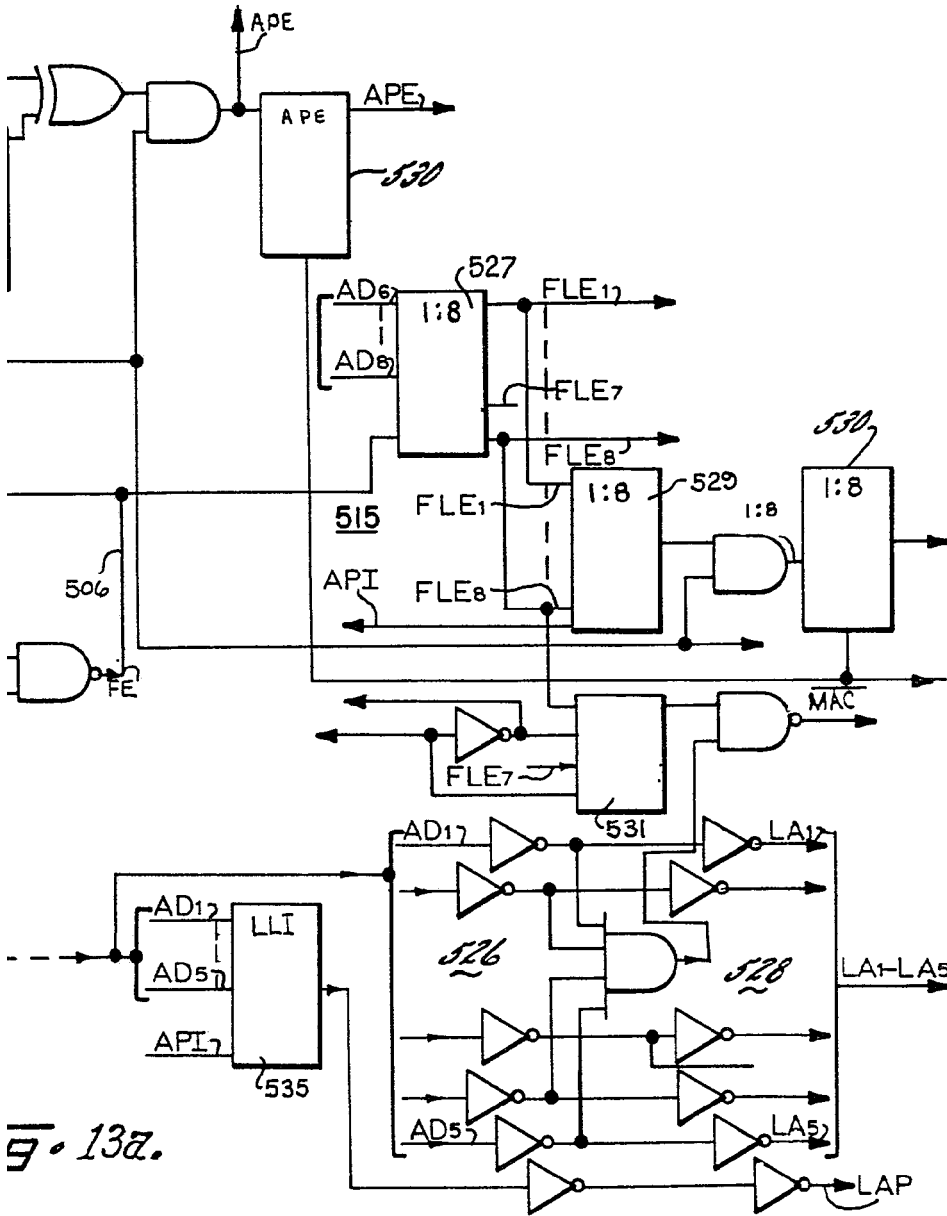 APE
APE
APE
530
527
AD6
1:8
FLE1
AD8
FLE7
FLE8
530
1:8
529
1:8
FLE1
515
1:8
506
API
FLE8
FE
MAC
FLE7
531
AD1
LA1
AD1
LLI
526
528
AD5
LA1-LA5
API
535
AD5
LA5
g. 13a.
LAP